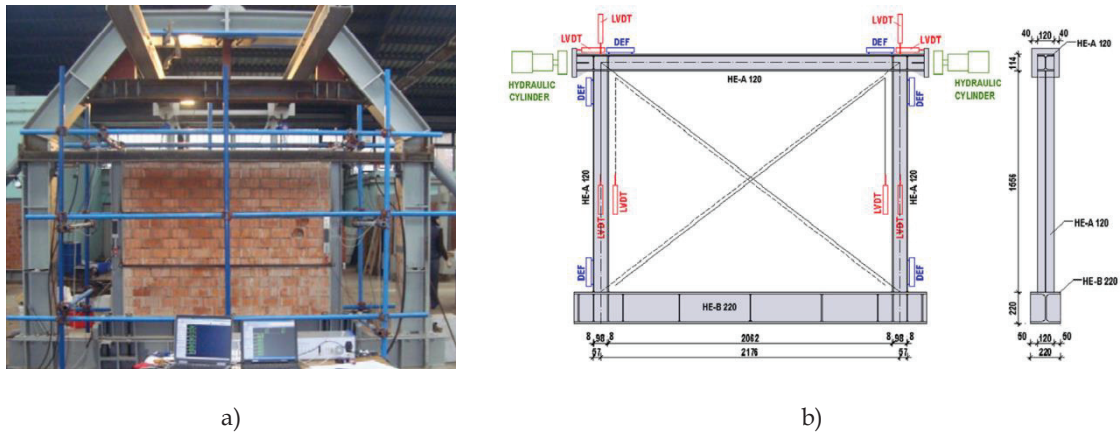 LVDT
LVDT
LVDT
DEF
DEF
LVDT
HE-A 120
HYDRAULIC
CYLINDER
HYDRAULIC
CYLINDER
DEF
DEF
HE-A 120
LVDT
LVDT
LVDT
LVDT
HE-A 120
DEF
DEF
HE-B 220
8 98 8 2062 8 98 8
57 2176 57
40 120 40
HE-A 120
114
1656
HE-A 120
HE-B 220
220
50 120 50
220
a) b)